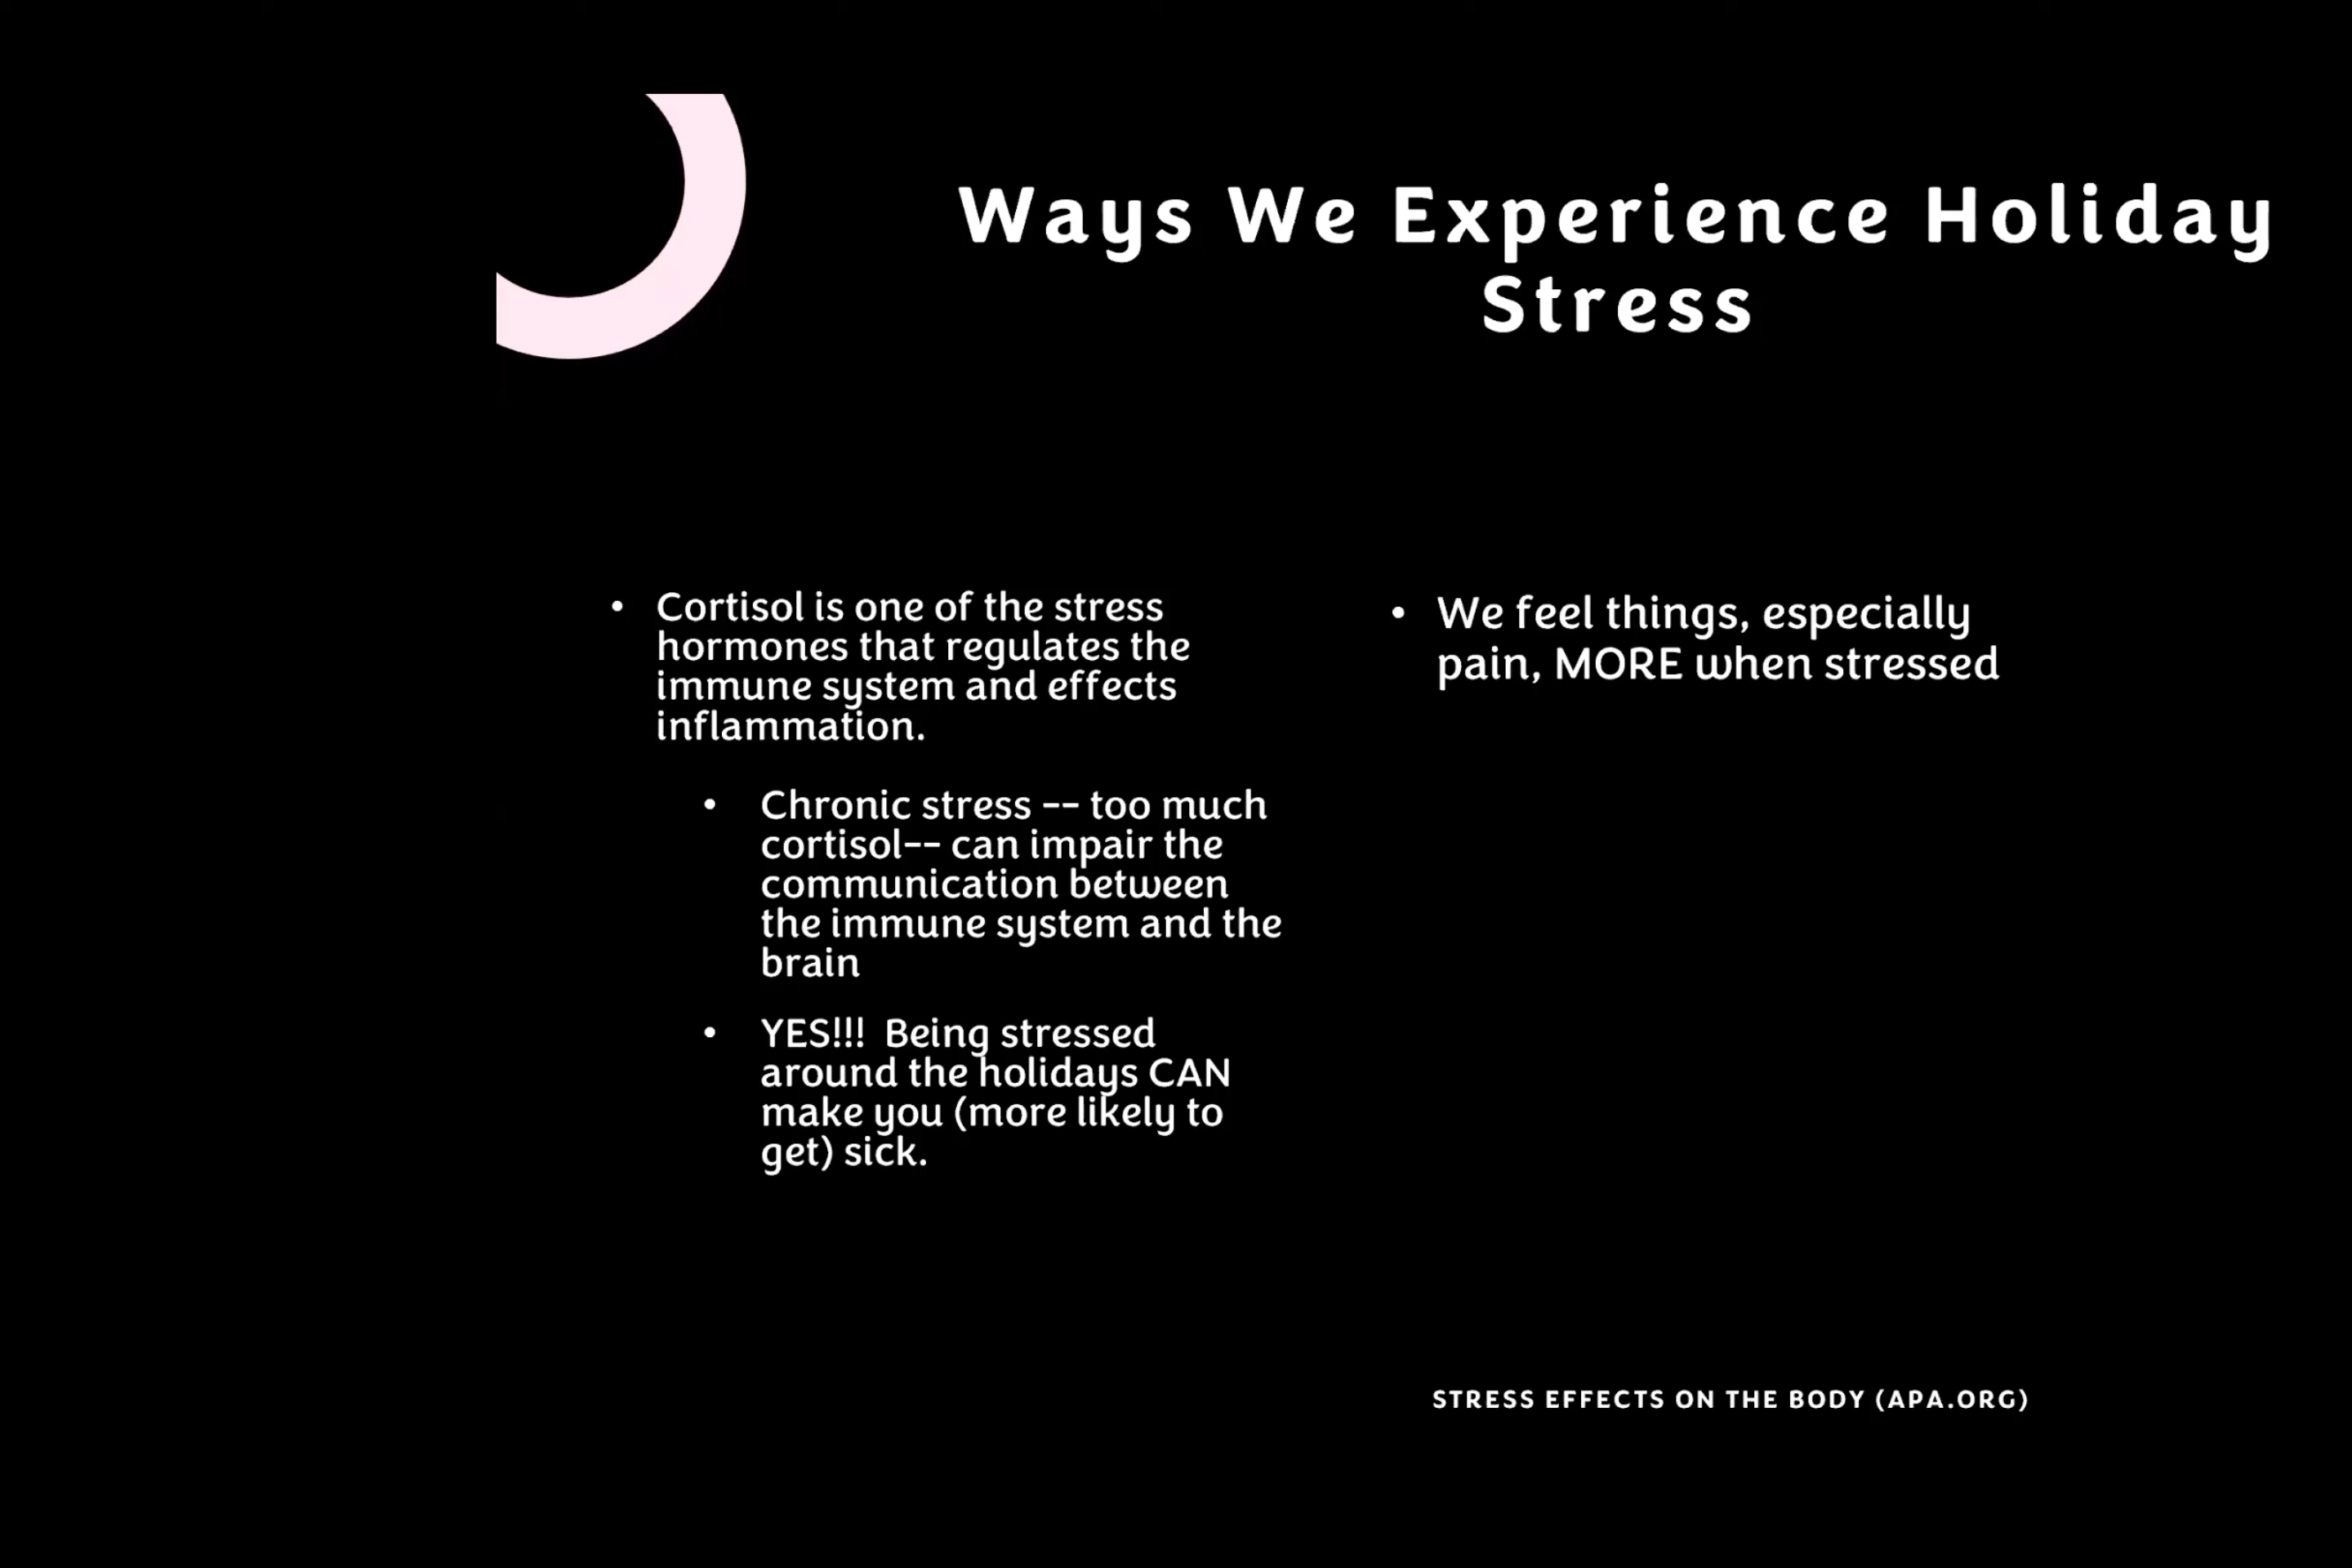 Ways We Experience Holiday
Stress
• Cortisol is one of the stress
hormones that regulates the
immune system and effects
inflammation.
• Chronic stress -- too much
cortisol-- can impair the
communication between
the immune system and the
brain
• YES!!!  Being stressed
around the holidays CAN
make you (more likely to
get) sick.
• We feel things, especially
pain, MORE when stressed
STRESS EFFECTS ON THE BODY (APA.ORG)